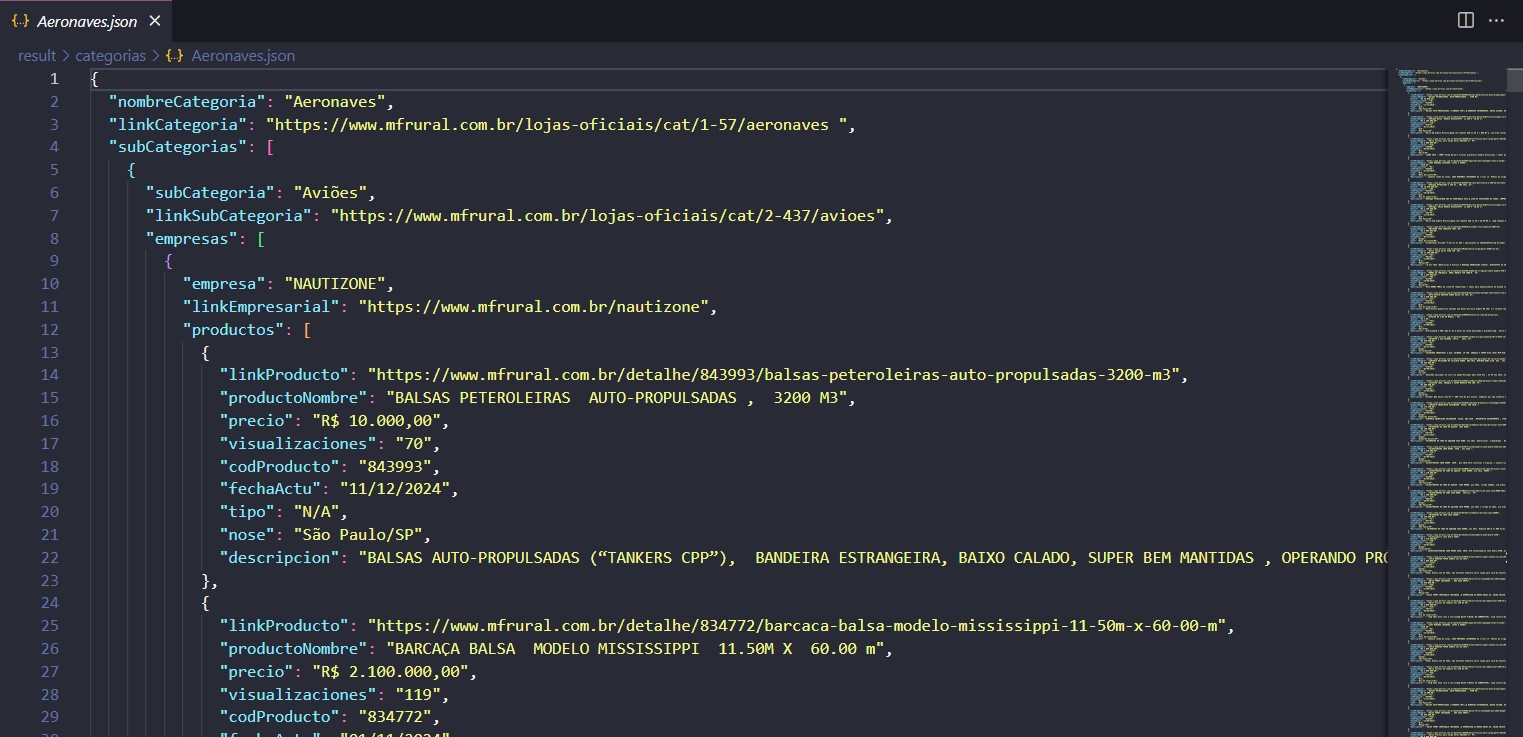 Aeronaves.json
result > categorias > {..} Aeronaves.json
1 {
2 "nombreCategoria": "Aeronaves",
3 "linkCategoria": "https://www.mfrural.com.br/lojas-oficiais/cat/1-57/aeronaves ",
4 "subCategorias": [
5 {
6 "subCategoria": "Aviões",
7 "linkSubCategoria": "https://www.mfrural.com.br/lojas-oficiais/cat/2-437/avioes",
8 "empresas": [
9 {
10 "empresa": "NAUTIZONE",
11 "linkEmpresarial": "https://www.mfrural.com.br/nautizone",
12 "productos": [
13 {
14 "linkProducto": "https://www.mfrural.com.br/detalhe/843993/balsas-peteroleiras-auto-propulsadas-3200-m3",
15 "productoNombre": "BALSAS PETEROLEIRAS  AUTO-PROPULSADAS ,  3200 M3",
16 "precio": "R$ 10.000,00",
17 "visualizaciones": "70",
18 "codProducto": "843993",
19 "fechaActu": "11/12/2024",
20 "tipo": "N/A",
21 "nose": "São Paulo/SP",
22 "descripcion": "BALSAS AUTO-PROPULSADAS (“TANKERS CPP”),  BANDEIRA ESTRANGEIRA, BAIXO CALADO, SUPER BEM MANTIDAS , OPERANDO PRO
23 },
24 {
25 "linkProducto": "https://www.mfrural.com.br/detalhe/834772/barcaca-balsa-modelo-mississippi-11-50m-x-60-00-m",
26 "productoNombre": "BARCAÇA BALSA  MODELO MISSISSIPPI  11.50M X  60.00 m",
27 "precio": "R$ 2.100.000,00",
28 "visualizaciones": "119",
29 "codProducto": "834772",